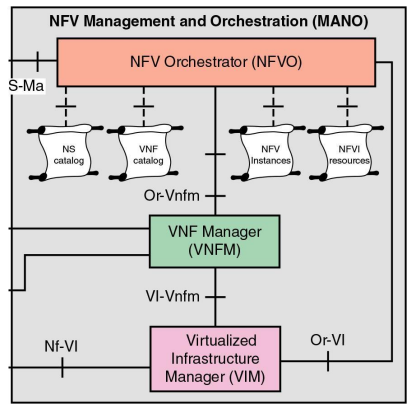 NFV Management and Orchestration (MANO)
NFV Orchestrator (NFVO)
S-Ma
NS
catalog
VNF
catalog
NFV
Instances
NFVI
resources
Or-Vnfm
VNF Manager
(VNFM)
VI-Vnfm
Nf-VI
Virtualized
Infrastructure
Manager (VIM)
Or-VI